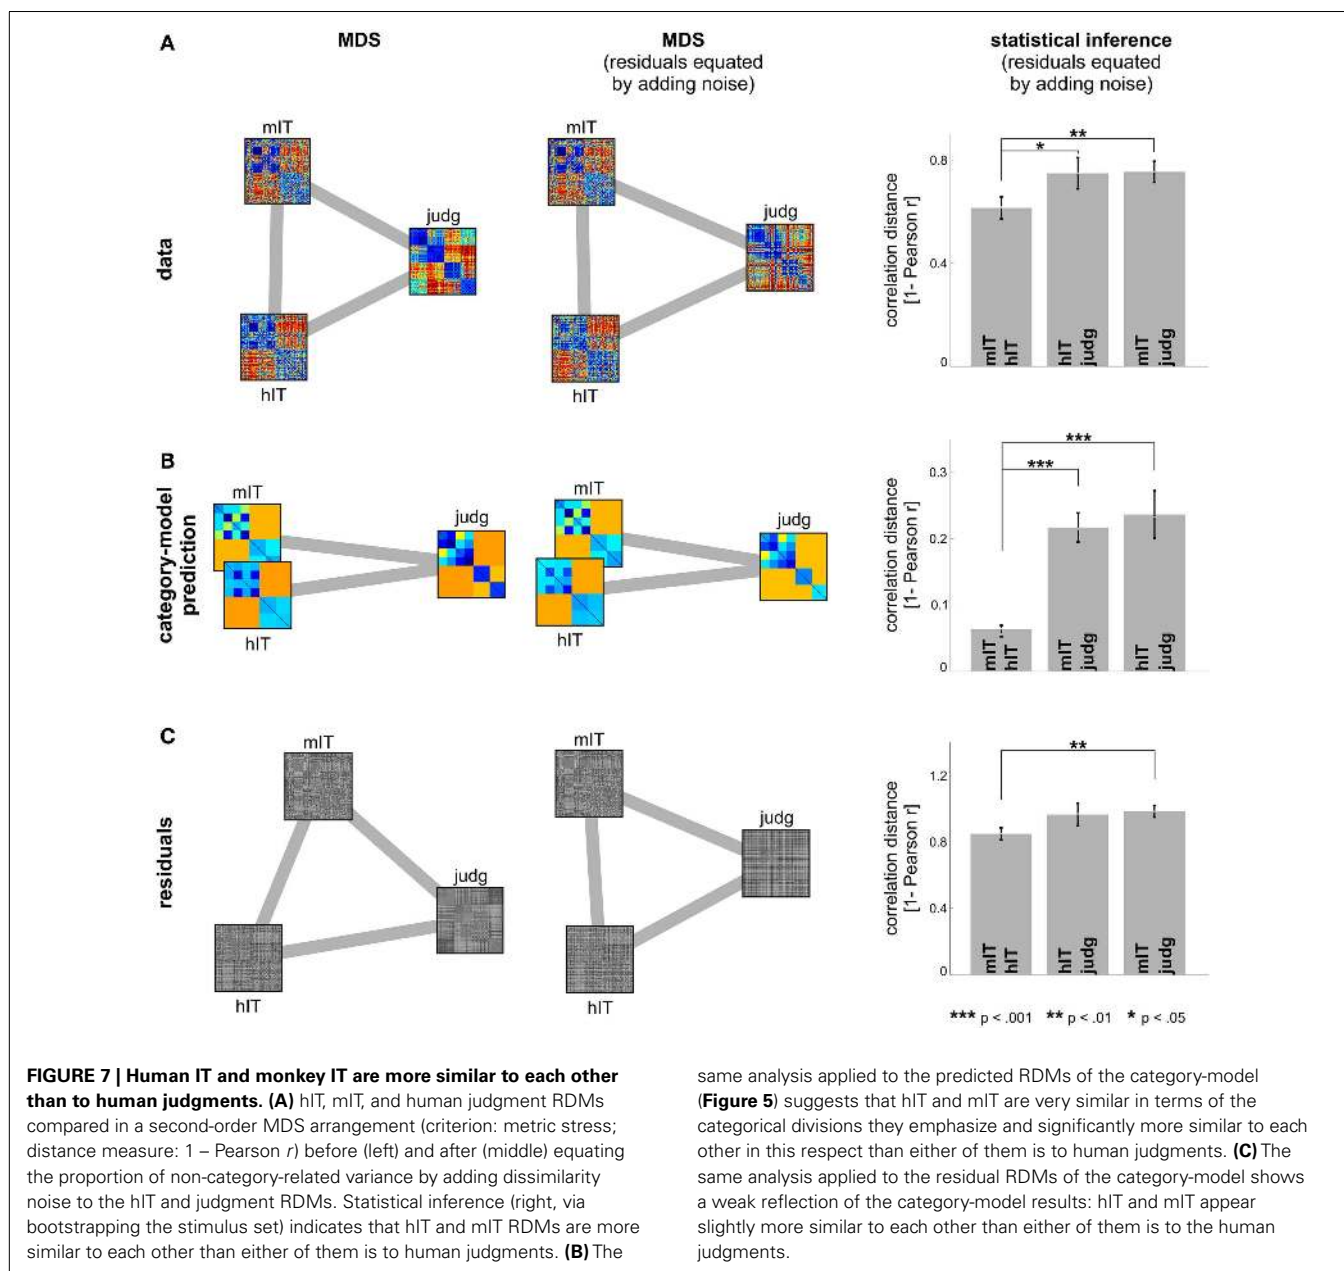 A
MDS
MDS
(residuals equated
by adding noise)
statistical inference
(residuals equated
by adding noise)
data
mIT
judg
hIT
mIT
judg
hIT
correlation distance
[1- Pearson r]
0.8
0.4
0
*
**
mIT
hIT
hIT
judg
mIT
judg
B
category-model
prediction
mIT
judg
hIT
mIT
judg
hIT
correlation distance
[1- Pearson r]
0.3
0.2
0.1
0
***
***
mIT
hIT
mIT
judg
hIT
judg
C
residuals
mIT
judg
hIT
mIT
judg
hIT
correlation distance
[1- Pearson r]
1.2
0.8
0.4
0
**
mIT
hIT
hIT
judg
mIT
judg
*** p < .001 ** p < .01 * p < .05
FIGURE 7 | Human IT and monkey IT are more similar to each other
than to human judgments. (A) hIT, mIT, and human judgment RDMs
compared in a second-order MDS arrangement (criterion: metric stress;
distance measure: 1 – Pearson r) before (left) and after (middle) equating
the proportion of non-category-related variance by adding dissimilarity
noise to the hIT and judgment RDMs. Statistical inference (right, via
bootstrapping the stimulus set) indicates that hIT and mIT RDMs are more
similar to each other than either of them is to human judgments. (B) The
same analysis applied to the predicted RDMs of the category-model
(Figure 5) suggests that hIT and mIT are very similar in terms of the
categorical divisions they emphasize and significantly more similar to each
other in this respect than either of them is to human judgments. (C) The
same analysis applied to the residual RDMs of the category-model shows
a weak reflection of the category-model results: hIT and mIT appear
slightly more similar to each other than either of them is to the human
judgments.